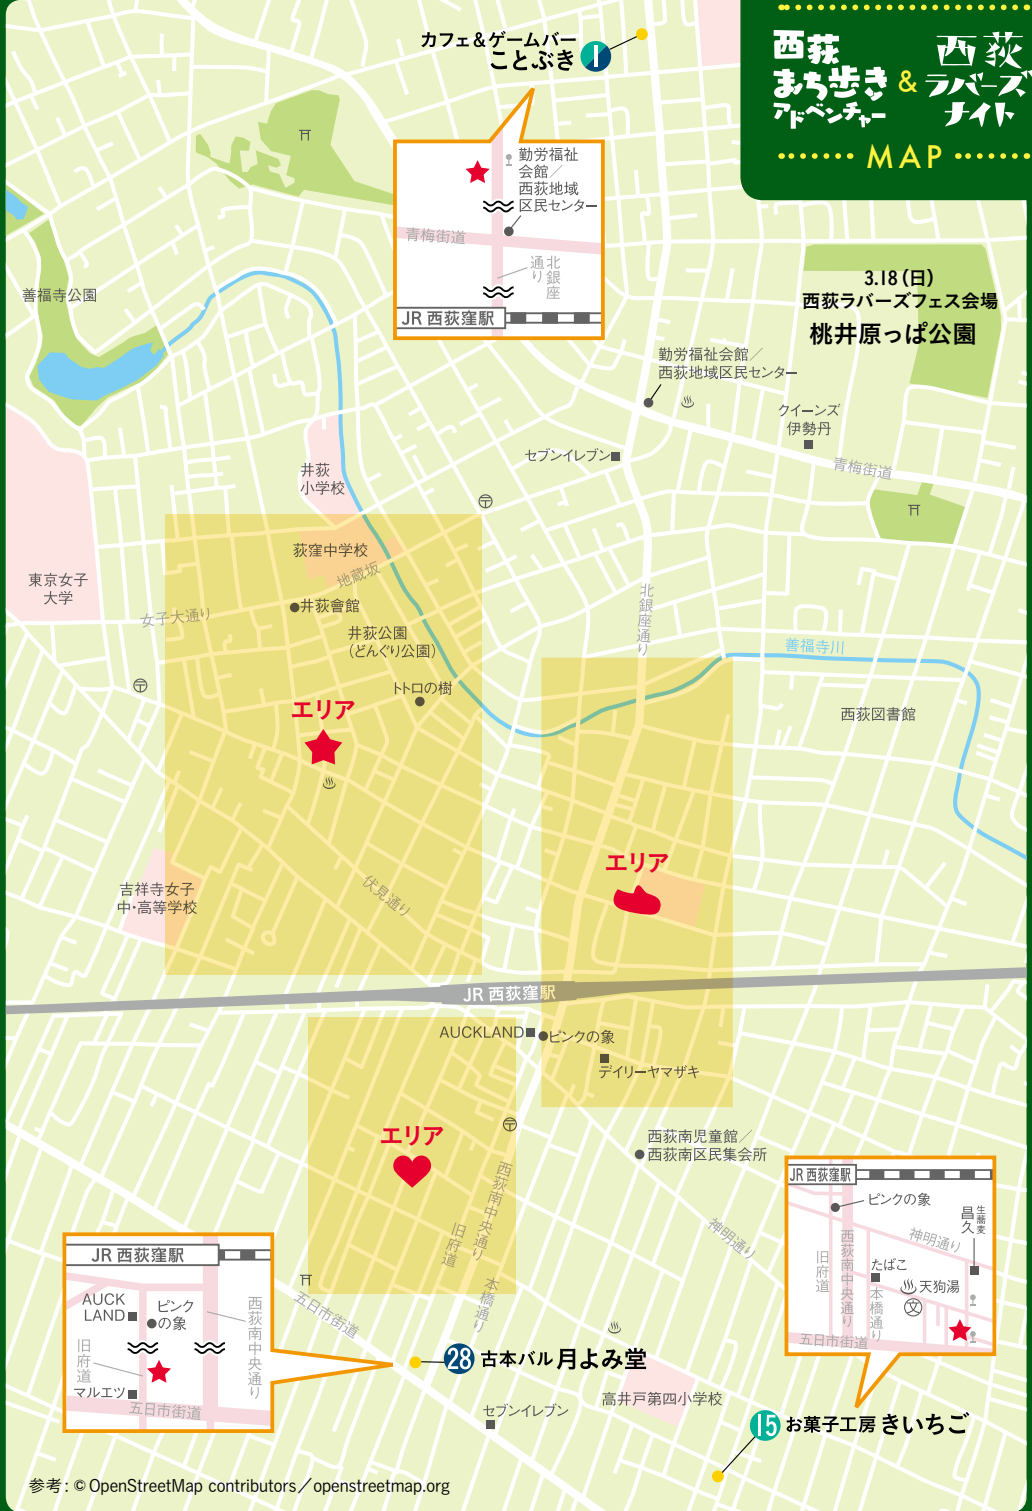 西荻
まち歩き
アドベンチャー
&
西荻
ラバーズ
ナイト
MAP
カフェ&ゲームバー
ことぶき
1
勤労福祉
会館／
西荻地域
区民センター
青梅街道
北銀座
通り
JR 西荻窪駅
善福寺公園
3.18（日）
西荻ラバーズフェス会場
桃井原っぱ公園
勤労福祉会館／
西荻地域区民センター
クイーンズ
伊勢丹
セブンイレブン
青梅街道
井荻
小学校
荻窪中学校
地蔵坂
東京女子
大学
女子大通り
井荻會館
井荻公園
（どんぐり公園）
北銀座通り
善福寺川
トトロの樹
エリア
西荻図書館
エリア
吉祥寺女子
中・高等学校
伏見通り
JR 西荻窪駅
AUCKLAND
ピンクの象
デイリーヤマザキ
エリア
西荻南児童館／
西荻南区民集会所
西荻南中央通り
旧府道
神明通り
本橋通り
五日市街道
JR 西荻窪駅
ピンクの象
生蕎麦
昌久
神明通り
西荻南中央通り
旧府道
たばこ
本橋通り
天狗湯
文
五日市街道
JR 西荻窪駅
AUCK
LAND
ピンク
の象
西荻南中央通り
旧府道
マルエツ
五日市街道
28
古本バル 月よみ堂
セブンイレブン
高井戸第四小学校
15
お菓子工房 きいちご
参考：© OpenStreetMap contributors／openstreetmap.org